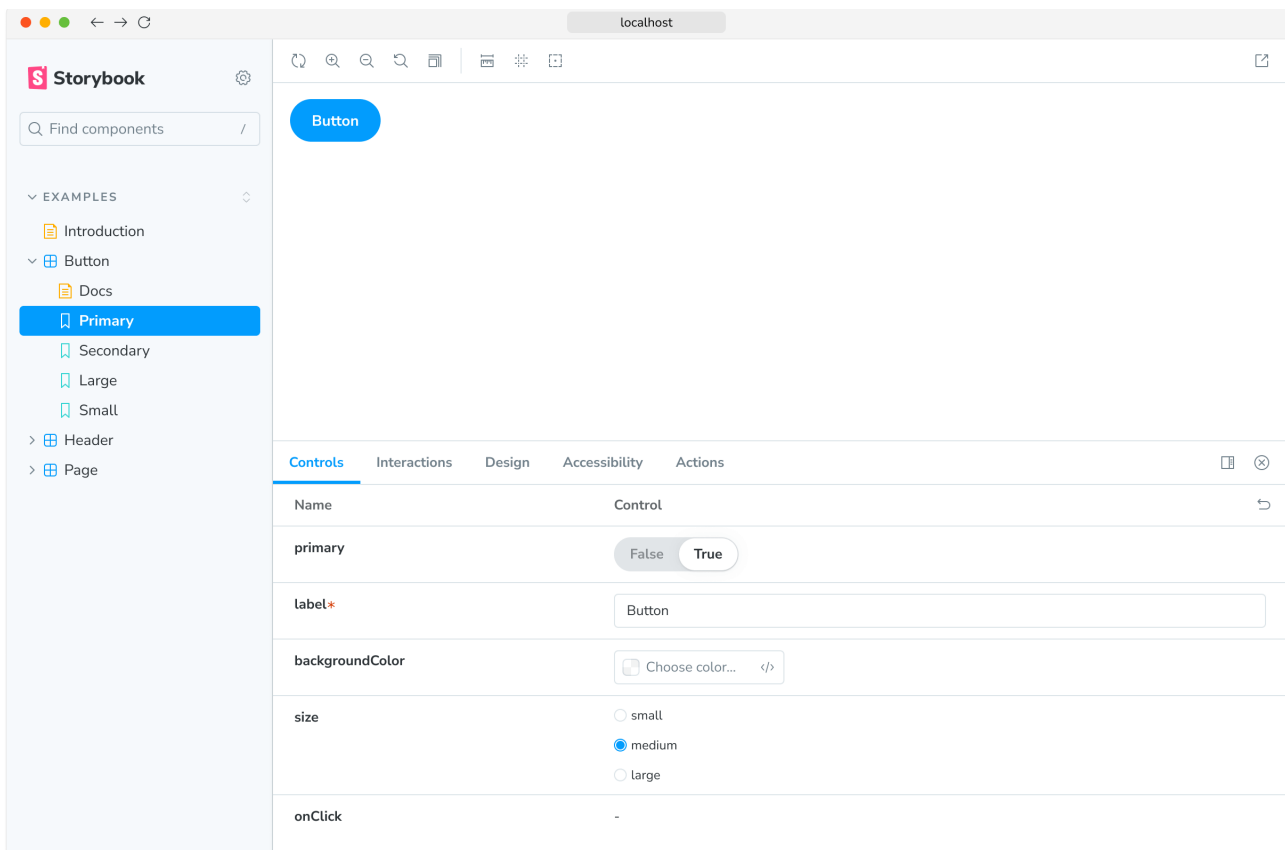 localhost
Storybook
Find components /
EXAMPLES
Introduction
Button
Docs
Primary
Secondary
Large
Small
Header
Page
Button
Controls Interactions Design Accessibility Actions
Name Control
primary False True
label* Button
backgroundColor Choose color... </>
size small
medium
large
onClick -